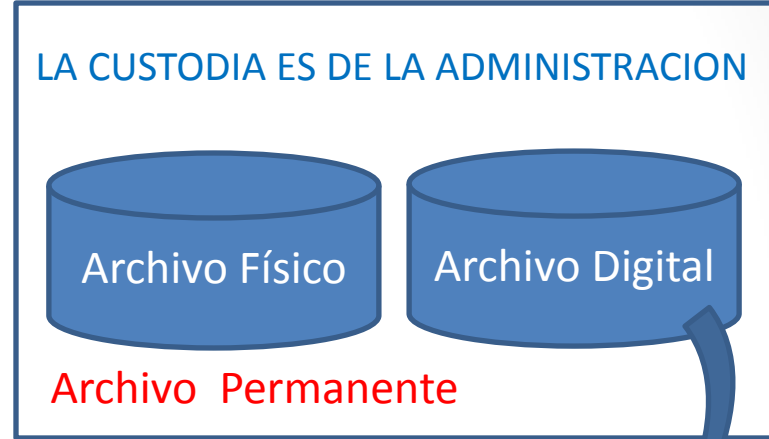 LA CUSTODIA ES DE LA ADMINISTRACION
Archivo Físico
Archivo Digital
Archivo Permanente